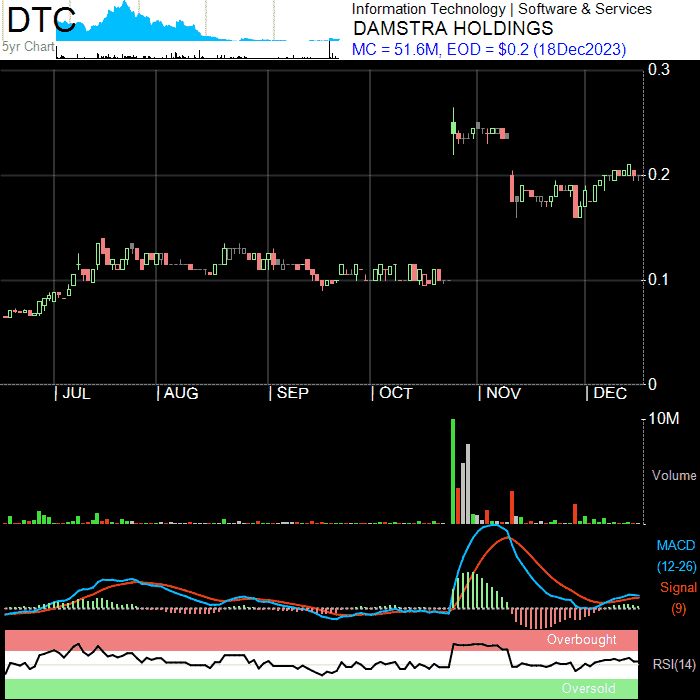 DTC
5yr Chart
Information Technology | Software & Services
DAMSTRA HOLDINGS
MC = 51.6M, EOD = $0.2 (18Dec2023)
0.3
0.2
0.1
0
| JUL | AUG | SEP | OCT | NOV | DEC
10M
Volume
MACD
(12-26)
Signal
(9)
Overbought
RSI(14)
Oversold